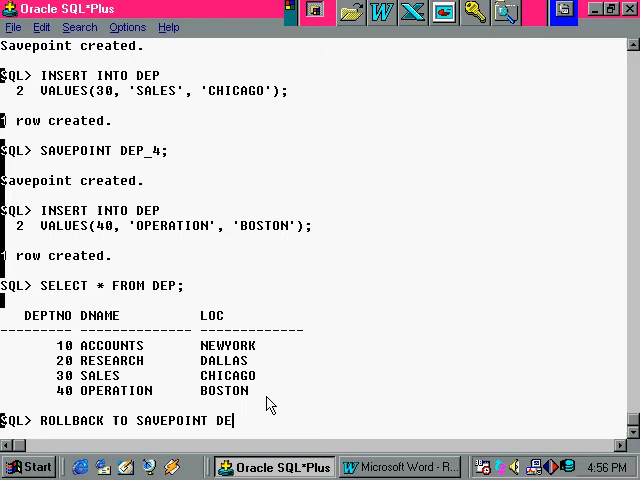 Oracle SQL*Plus
File Edit Search Options Help
Savepoint created.
SQL> INSERT INTO DEP
2 VALUES(30, 'SALES', 'CHICAGO');
1 row created.
SQL> SAVEPOINT DEP_4;
Savepoint created.
SQL> INSERT INTO DEP
2 VALUES(40, 'OPERATION', 'BOSTON');
1 row created.
SQL> SELECT * FROM DEP;
DEPTNO DNAME LOC
--------- -------------- -------------
10 ACCOUNTS NEWYORK
20 RESEARCH DALLAS
30 SALES CHICAGO
40 OPERATION BOSTON
SQL> ROLLBACK TO SAVEPOINT DE
Start Oracle SQL*Plus Microsoft Word - R... 4:56 PM